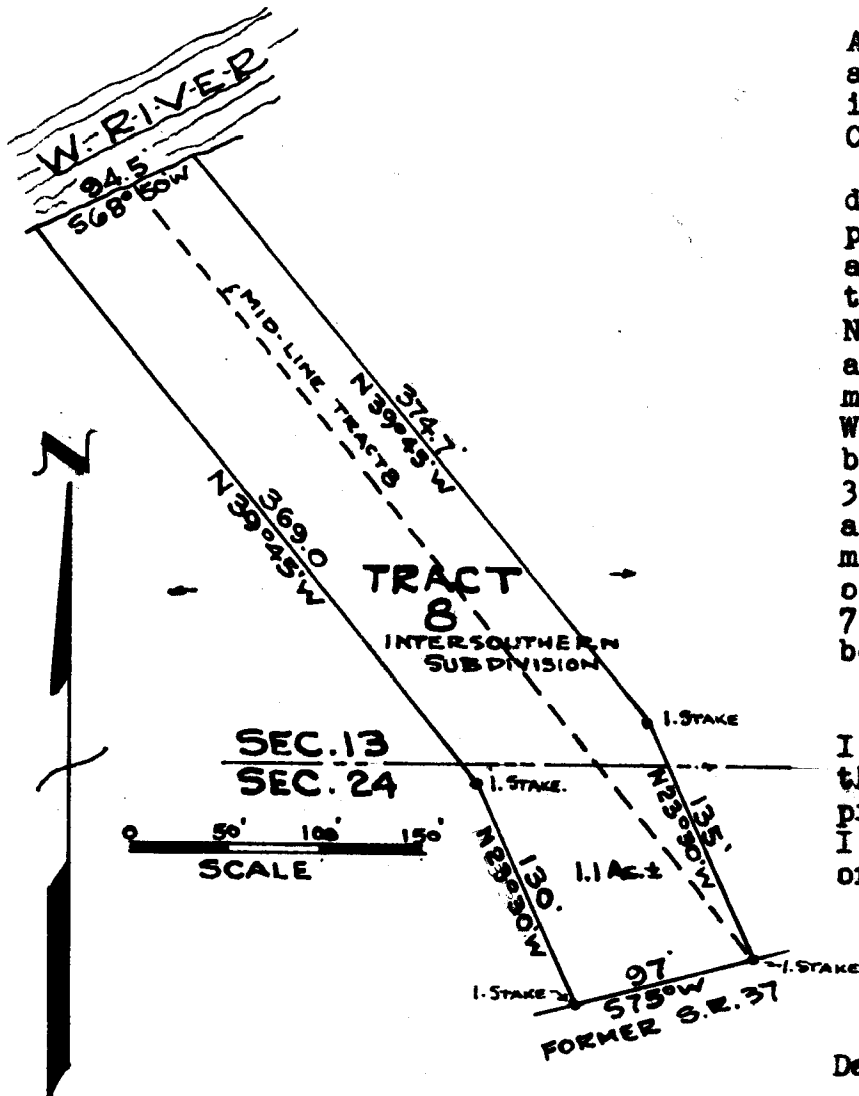 W. RIVER
94.5'
S68°50'W
MID-LINE TRACT 8
374.7'
N39°45'W
369.0
N39°45'W
N
TRACT
8
INTERSOUTHERN
SUBDIVISION
I.STAKE
SEC. 13
SEC. 24
I.STAKE.
135'
N23°30'W
0 50' 100' 150'
SCALE
130'
N23°30'W
1.1 Ac.±
97'
S75°W
I.STAKE
I.STAKE
FORMER S.R. 37
A
a
i
d
p
a
t
N
a
m
W
b
3
a
m
o
7
b
I
th
I
De